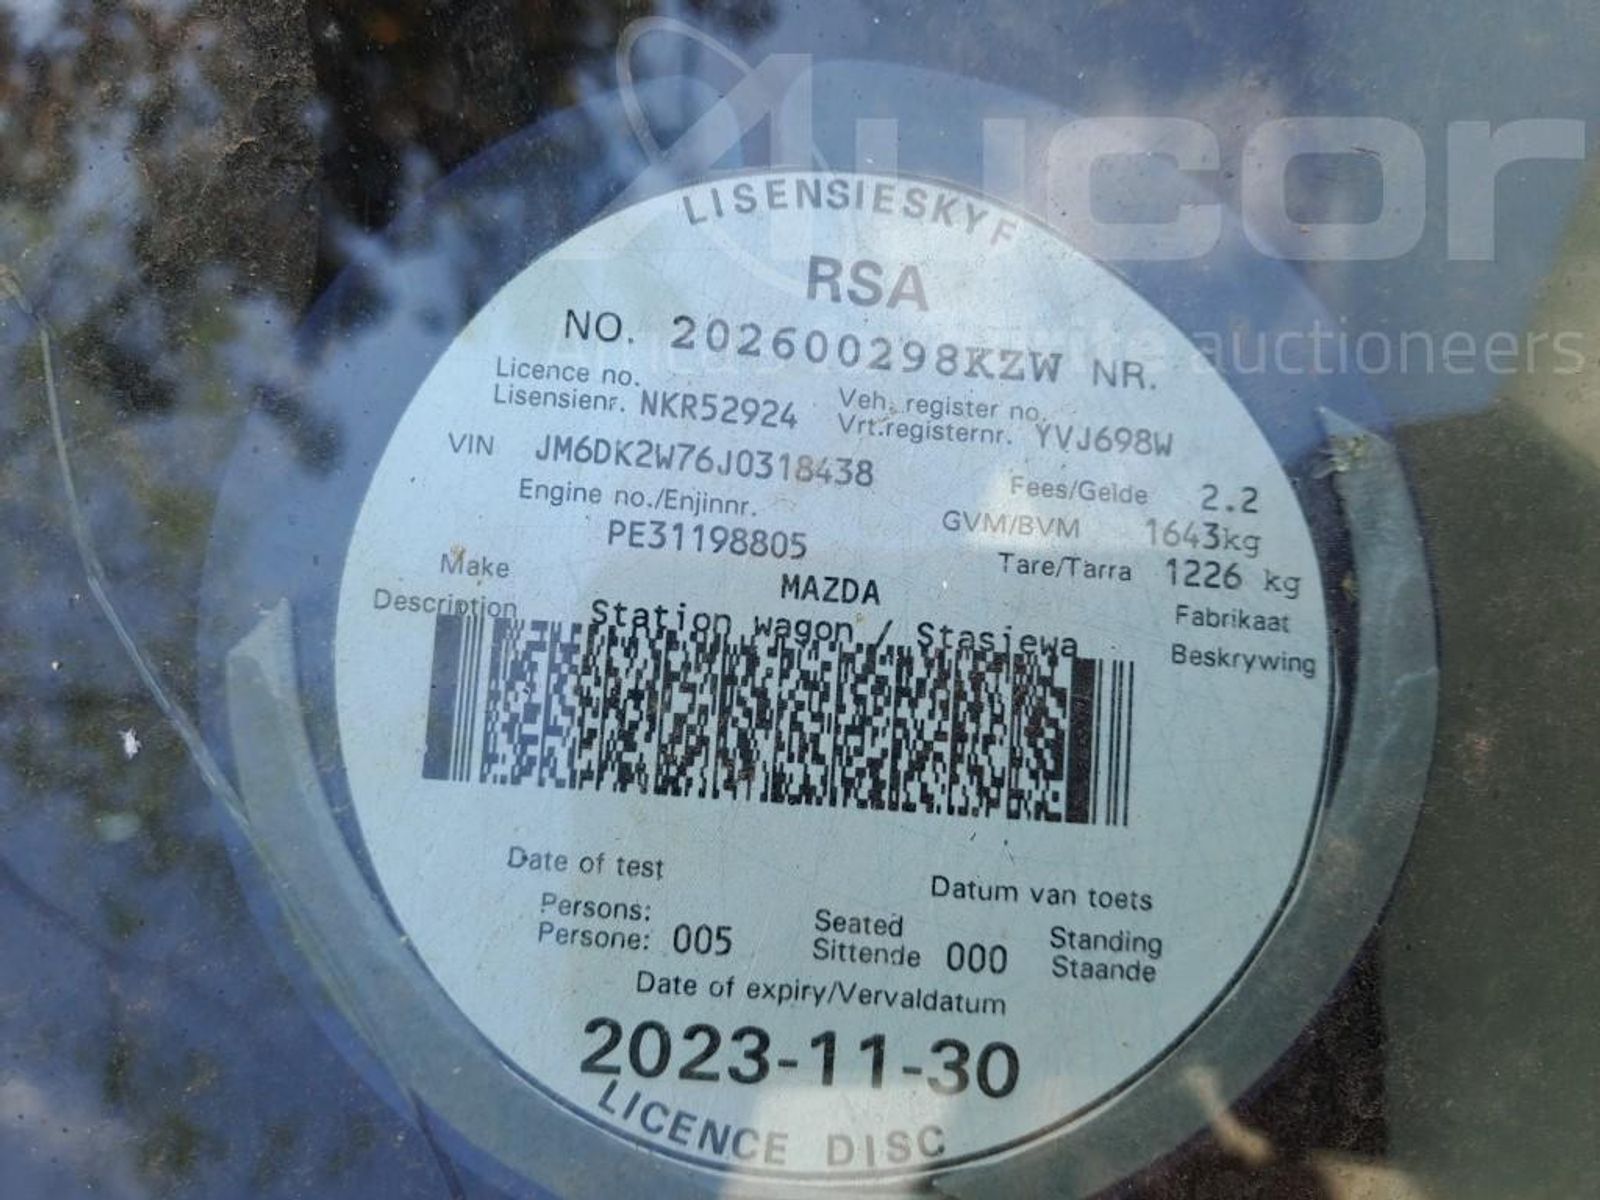 Aucor
auctioneers
LISENSIESKYF
RSA
NO. 202600298KZW NR.
Licence no.
Lisensienr. NKR52924
Veh. register no.
Vrt.registernr. YVJ698W
VIN JM6DK2W76J0318438
Fees/Gelde 2.2
Engine no./Enjinnr.
PE31198805
GVM/BVM 1643kg
Tare/Tarra 1226 kg
Make MAZDA Fabrikaat
Description Station wagon / Stasiewa Beskrywing
Date of test Datum van toets
Persons: Seated Standing
Persone: 005 Sittende 000 Staande
Date of expiry/Vervaldatum
2023-11-30
LICENCE DISC